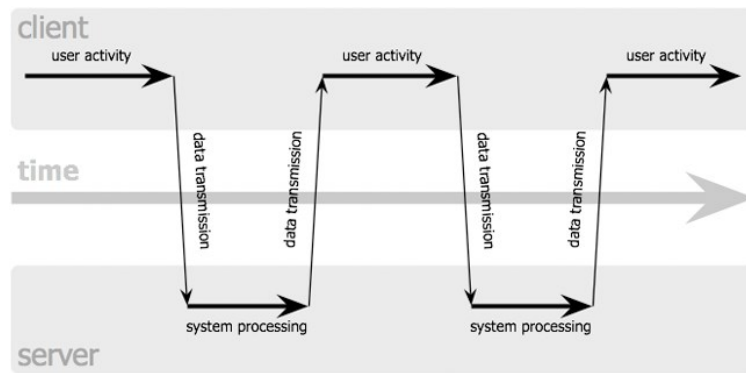 client
user activity
user activity
user activity
data transmission
data transmission
data transmission
data transmission
time
system processing
system processing
server